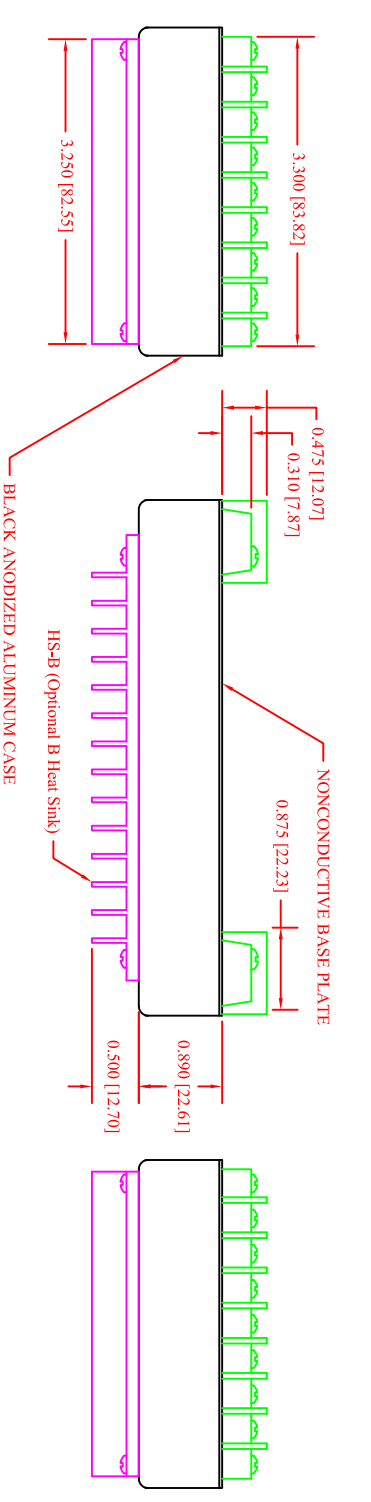 3.300 [83.82]
3.250 [82.55]
0.475 [12.07]
0.310 [7.87]
BLACK ANODIZED ALUMINUM CASE
NONCONDUCTIVE BASE PLATE
HS-B (Optional B Heat Sink)
0.875 [22.23]
0.890 [22.61]
0.500 [12.70]